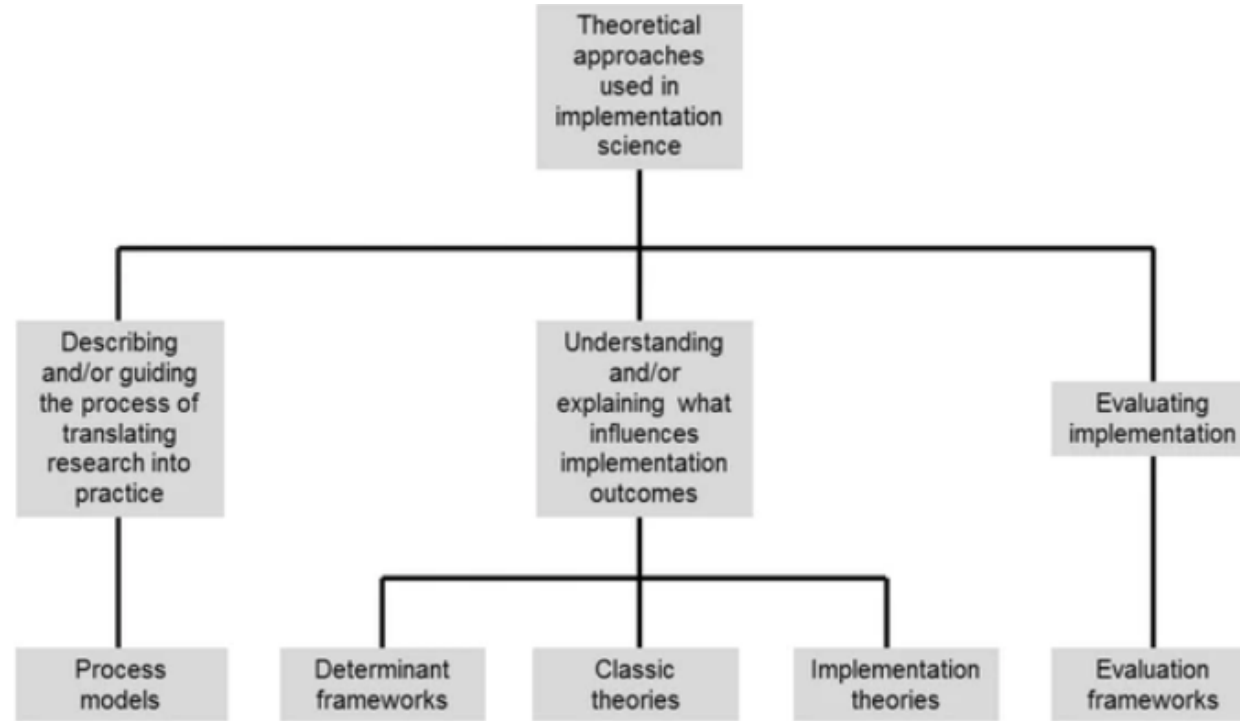 Theoretical
approaches
used in
implementation
science
Describing
and/or guiding
the process of
translating
research into
practice
Understanding
and/or
explaining what
influences
implementation
outcomes
Evaluating
implementation
Process
models
Determinant
frameworks
Classic
theories
Implementation
theories
Evaluation
frameworks